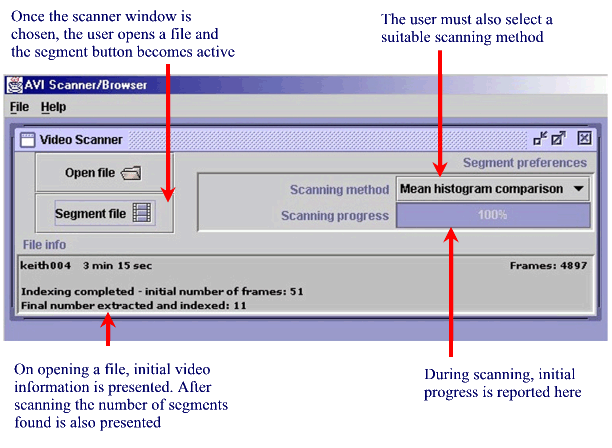 Once the scanner window is
chosen, the user opens a file and
the segment button becomes active
The user must also select a
suitable scanning method
AVI Scanner/Browser
File Help
Video Scanner
Open file
Segment file
Segment preferences
Scanning method Mean histogram comparison
Scanning progress 100%
File info
keith004 3 min 15 sec Frames: 4897
Indexing completed - initial number of frames: 51
Final number extracted and indexed: 11
On opening a file, initial video
information is presented. After
scanning the number of segments
found is also presented
During scanning, initial
progress is reported here